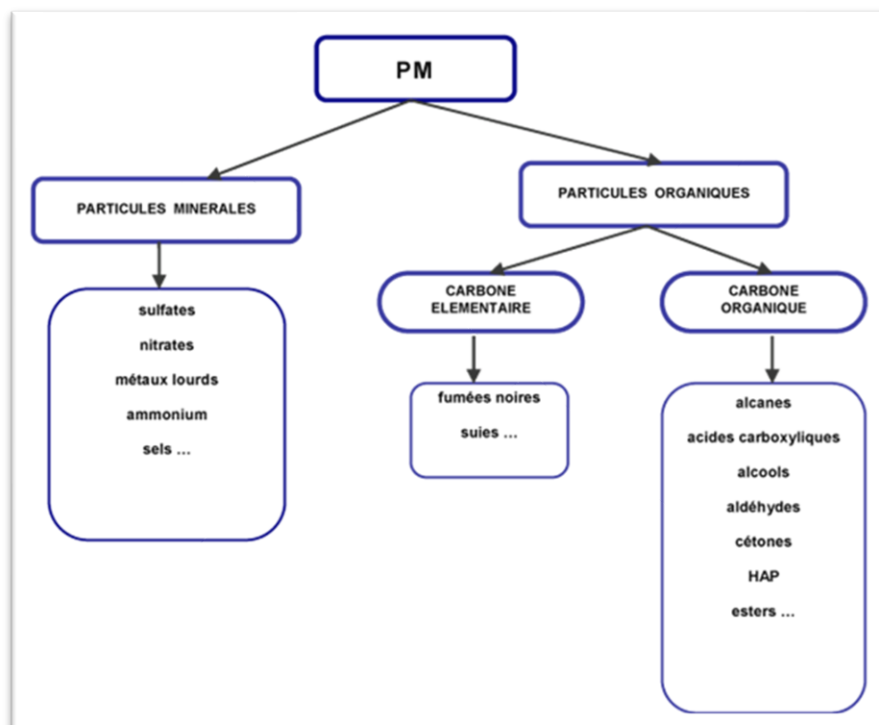 PM
PARTICULES MINERALES
PARTICULES ORGANIQUES
sulfates
nitrates
métaux lourds
ammonium
sels ...
CARBONE
ELEMENTAIRE
fumées noires
suies ...
CARBONE
ORGANIQUE
alcanes
acides carboxyliques
alcools
aldéhydes
cétones
HAP
esters ...